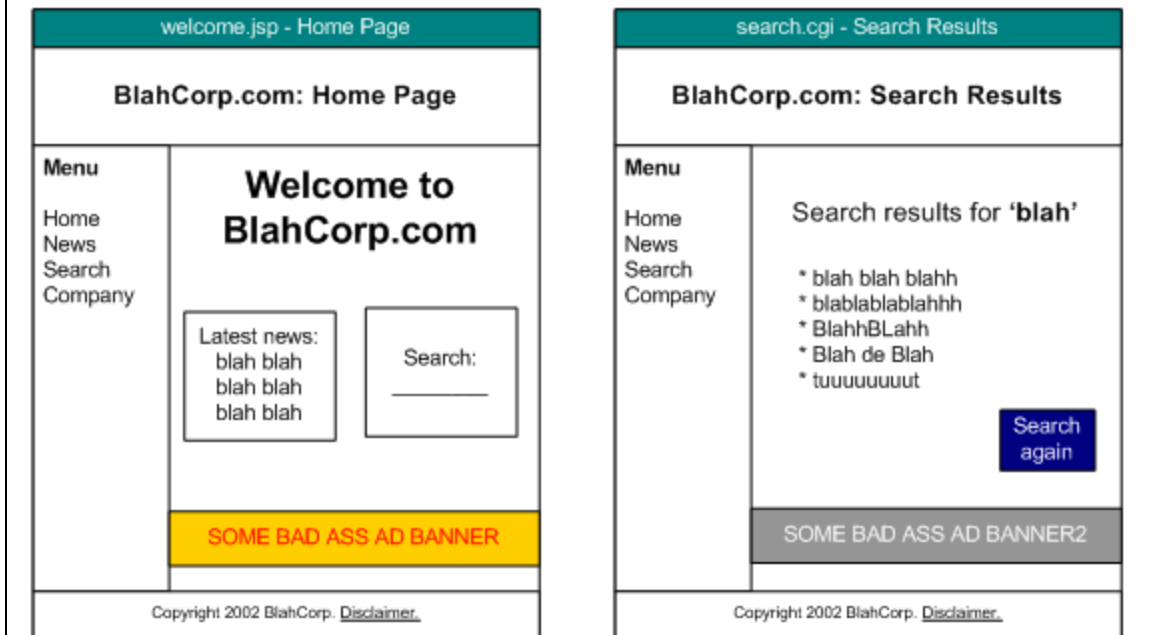 welcome.jsp - Home Page
BlahCorp.com: Home Page
Menu
Home
News
Search
Company
Welcome to
BlahCorp.com
Latest news:
blah blah
blah blah
blah blah
Search:
SOME BAD ASS AD BANNER
Copyright 2002 BlahCorp. Disclaimer.
search.cgi - Search Results
BlahCorp.com: Search Results
Menu
Home
News
Search
Company
Search results for ‘blah’
* blah blah blahh
* blablablablahhh
* BlahhBLahh
* Blah de Blah
* tuuuuuuuut
Search
again
SOME BAD ASS AD BANNER2
Copyright 2002 BlahCorp. Disclaimer.